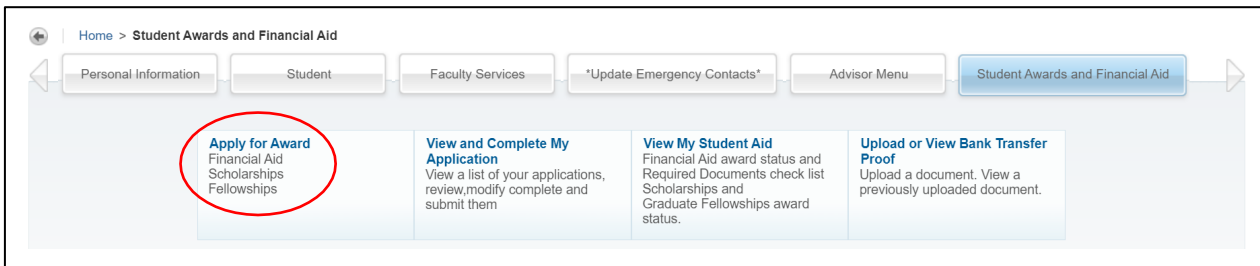 Home > Student Awards and Financial Aid
Personal Information
Student
Faculty Services
*Update Emergency Contacts*
Advisor Menu
Student Awards and Financial Aid
Apply for Award
Financial Aid
Scholarships
Fellowships
View and Complete My
Application
View a list of your applications,
review,modify complete and
submit them
View My Student Aid
Financial Aid award status and
Required Documents check list
Scholarships and
Graduate Fellowships award
status.
Upload or View Bank Transfer
Proof
Upload a document. View a
previously uploaded document.